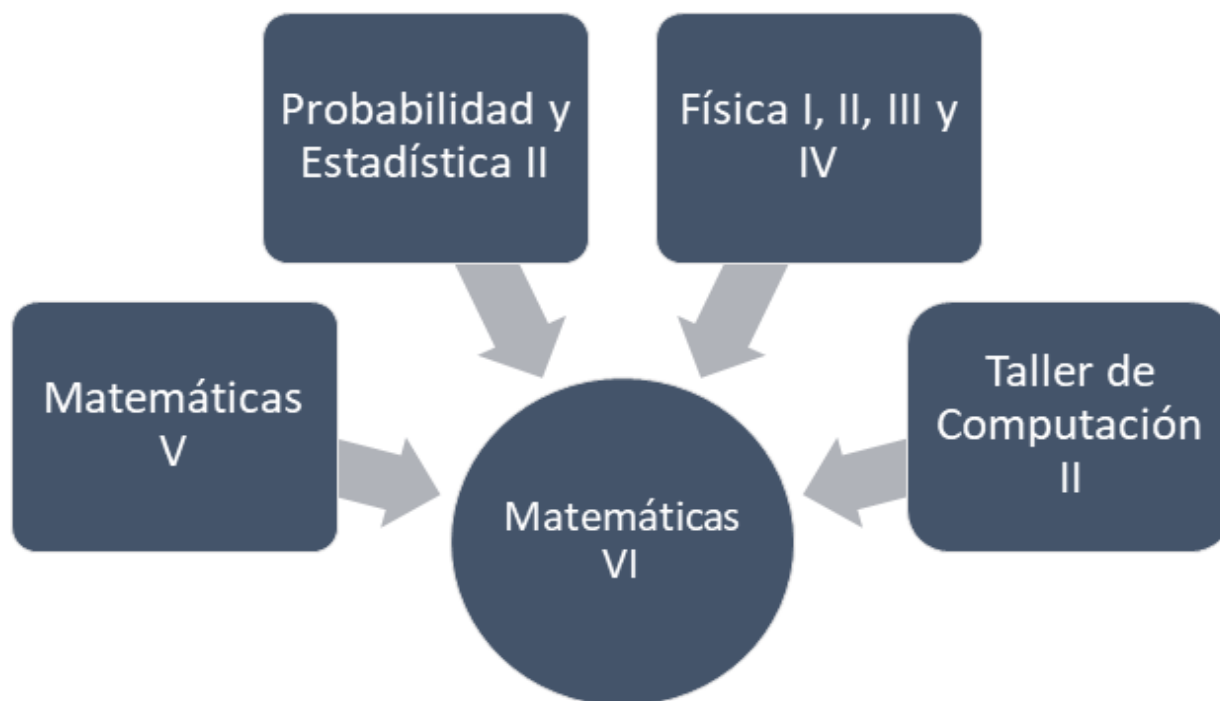 Probabilidad y
Estadística II
Física I, II, III y
IV
Matemáticas
V
Taller de
Computación
II
Matemáticas
VI